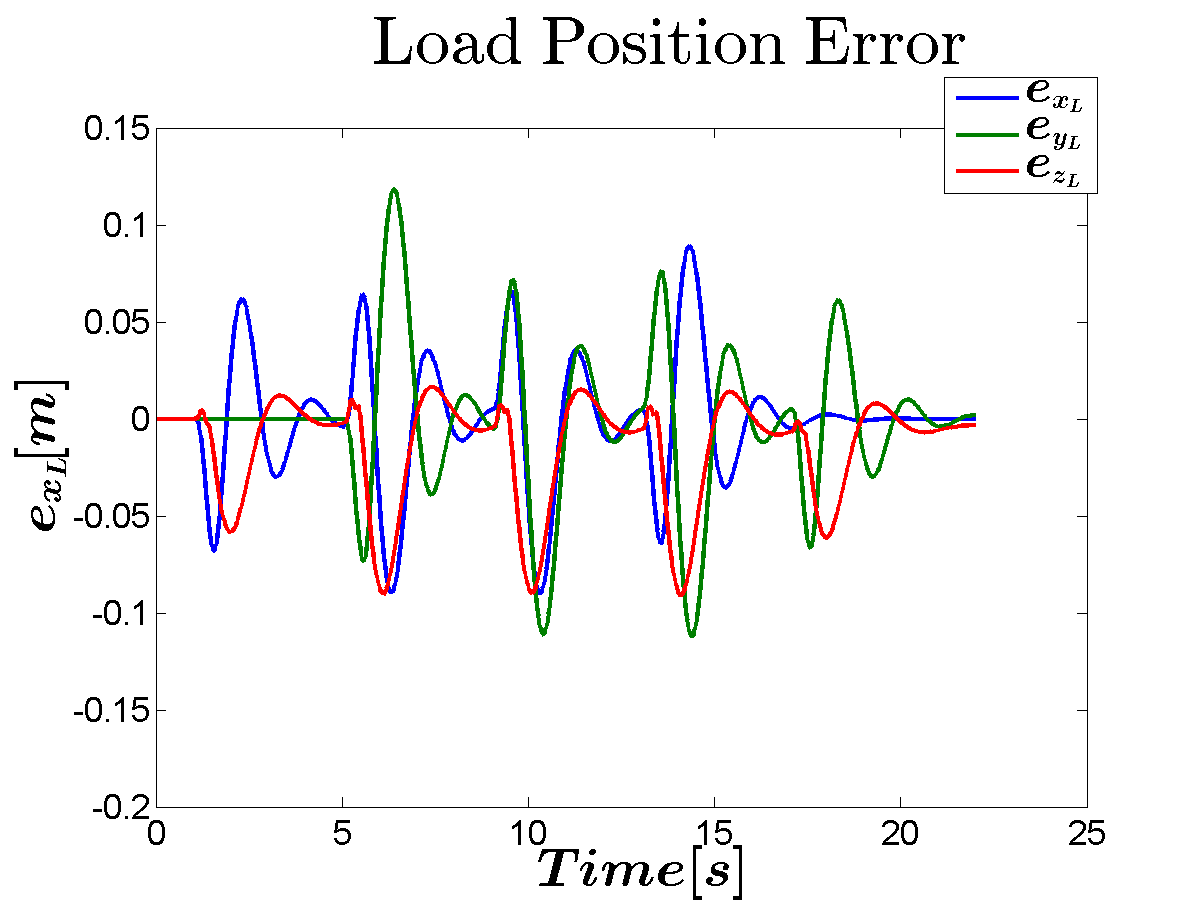 Load Position Error
e_{x_L}
e_{y_L}
e_{z_L}
0.15
0.1
0.05
0
-0.05
-0.1
-0.15
-0.2
e_{x_L}[m]
0 5 10 15 20 25
Time[s]